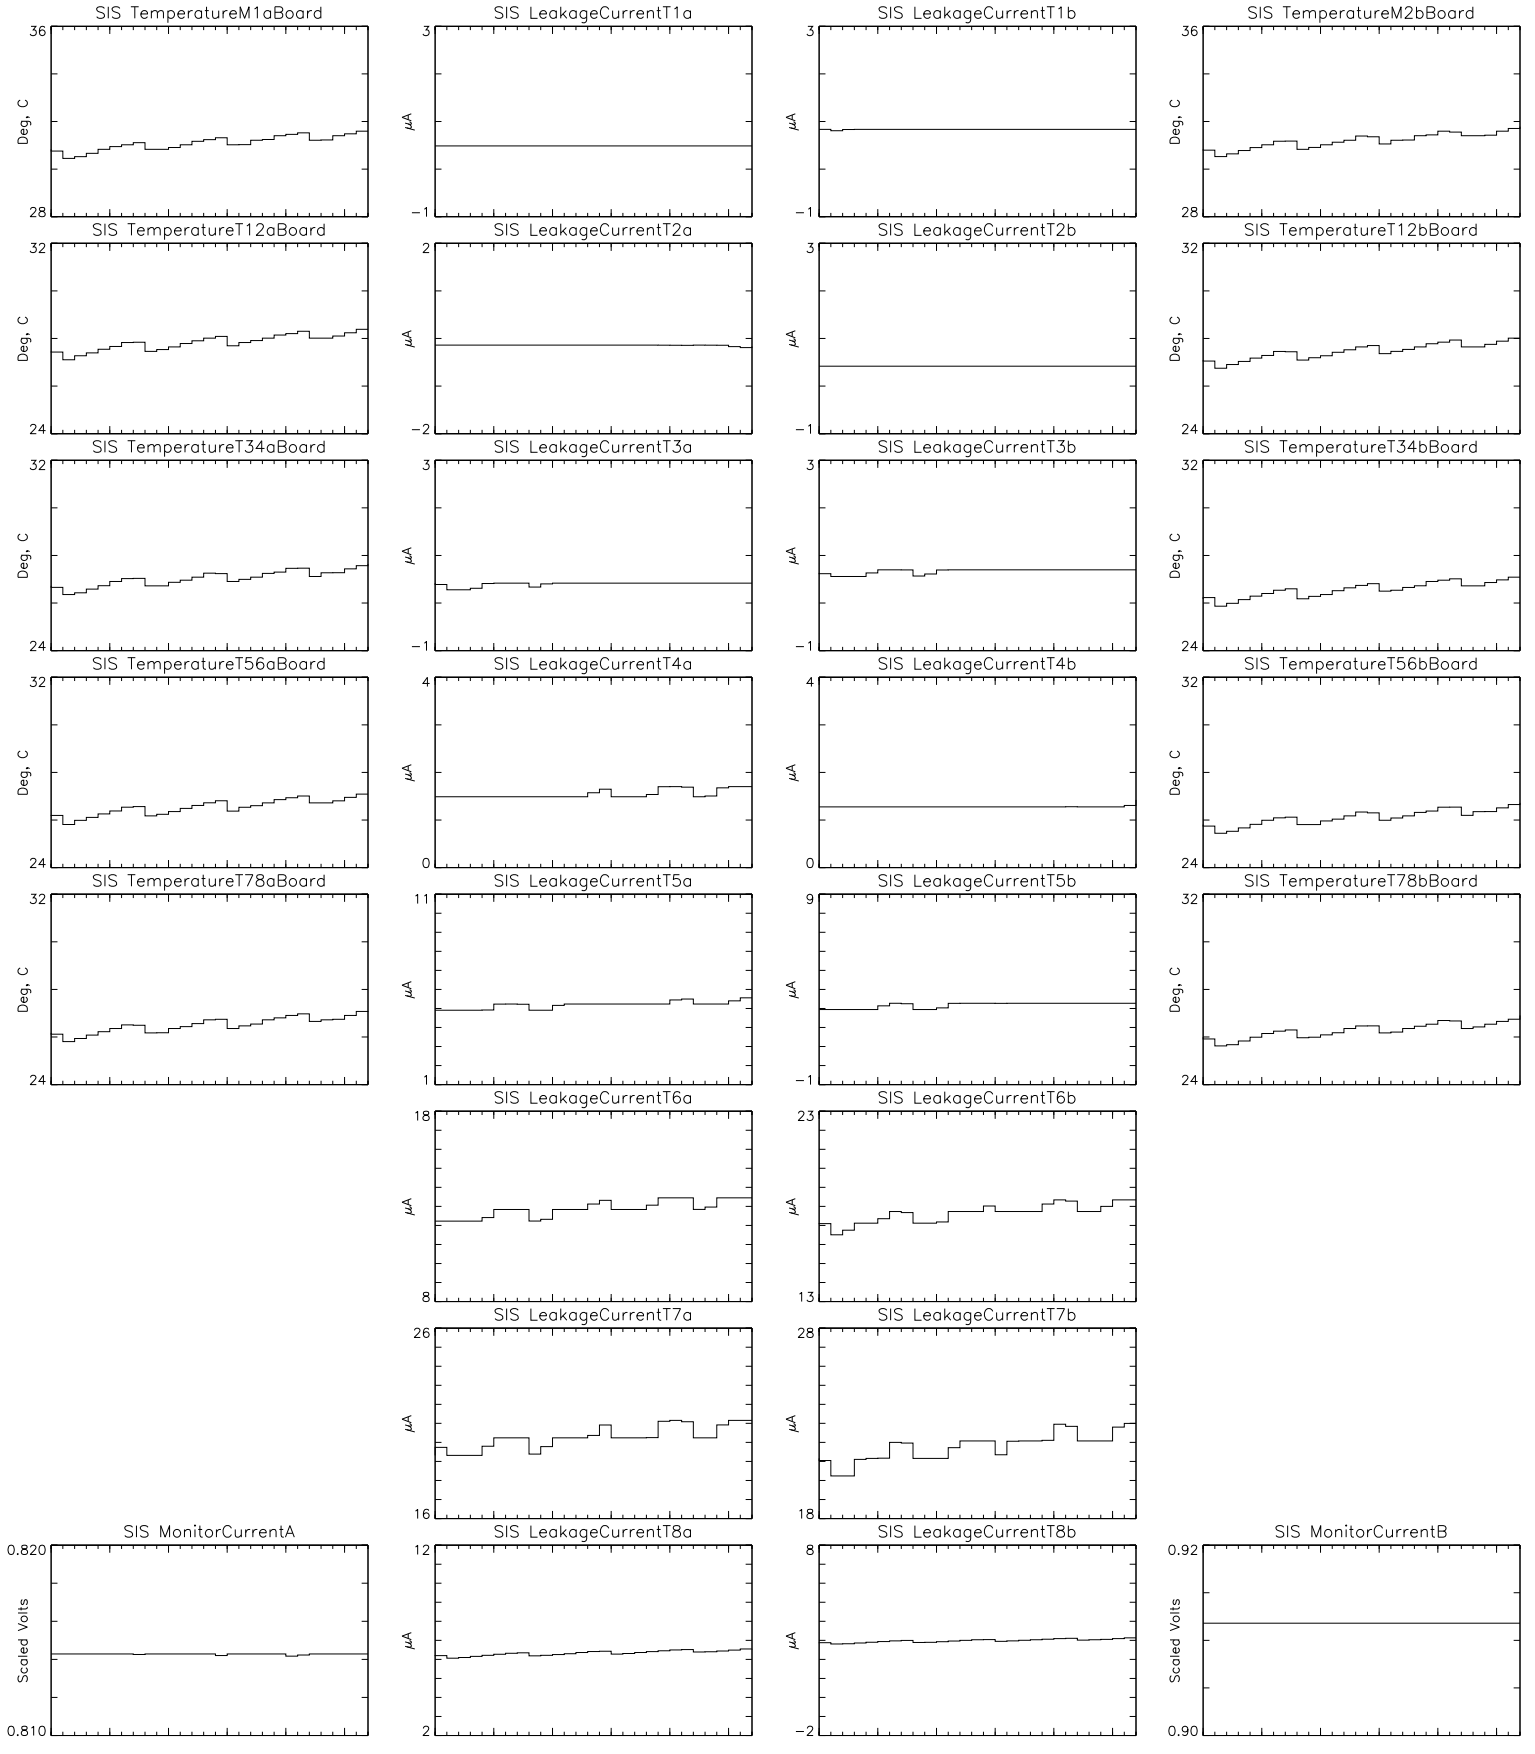 SIS TemperatureM1aBoard
36
Deg, C
28
SIS LeakageCurrentT1a
3
μA
−1
SIS LeakageCurrentT1b
3
μA
−1
SIS TemperatureM2bBoard
36
Deg, C
28
SIS TemperatureT12aBoard
32
Deg, C
24
SIS LeakageCurrentT2a
2
μA
−2
SIS LeakageCurrentT2b
3
μA
−1
SIS TemperatureT12bBoard
32
Deg, C
24
SIS TemperatureT34aBoard
32
Deg, C
24
SIS LeakageCurrentT3a
3
μA
−1
SIS LeakageCurrentT3b
3
μA
−1
SIS TemperatureT34bBoard
32
Deg, C
24
SIS TemperatureT56aBoard
32
Deg, C
24
SIS LeakageCurrentT4a
4
μA
0
SIS LeakageCurrentT4b
4
μA
0
SIS TemperatureT56bBoard
32
Deg, C
24
SIS TemperatureT78aBoard
32
Deg, C
24
SIS LeakageCurrentT5a
11
μA
1
SIS LeakageCurrentT5b
9
μA
−1
SIS TemperatureT78bBoard
32
Deg, C
24
SIS LeakageCurrentT6a
18
μA
8
SIS LeakageCurrentT6b
23
μA
13
SIS LeakageCurrentT7a
26
μA
16
SIS LeakageCurrentT7b
28
μA
18
SIS MonitorCurrentA
0.820
Scaled Volts
0.810
SIS LeakageCurrentT8a
12
μA
2
SIS LeakageCurrentT8b
8
μA
−2
SIS MonitorCurrentB
0.92
Scaled Volts
0.90